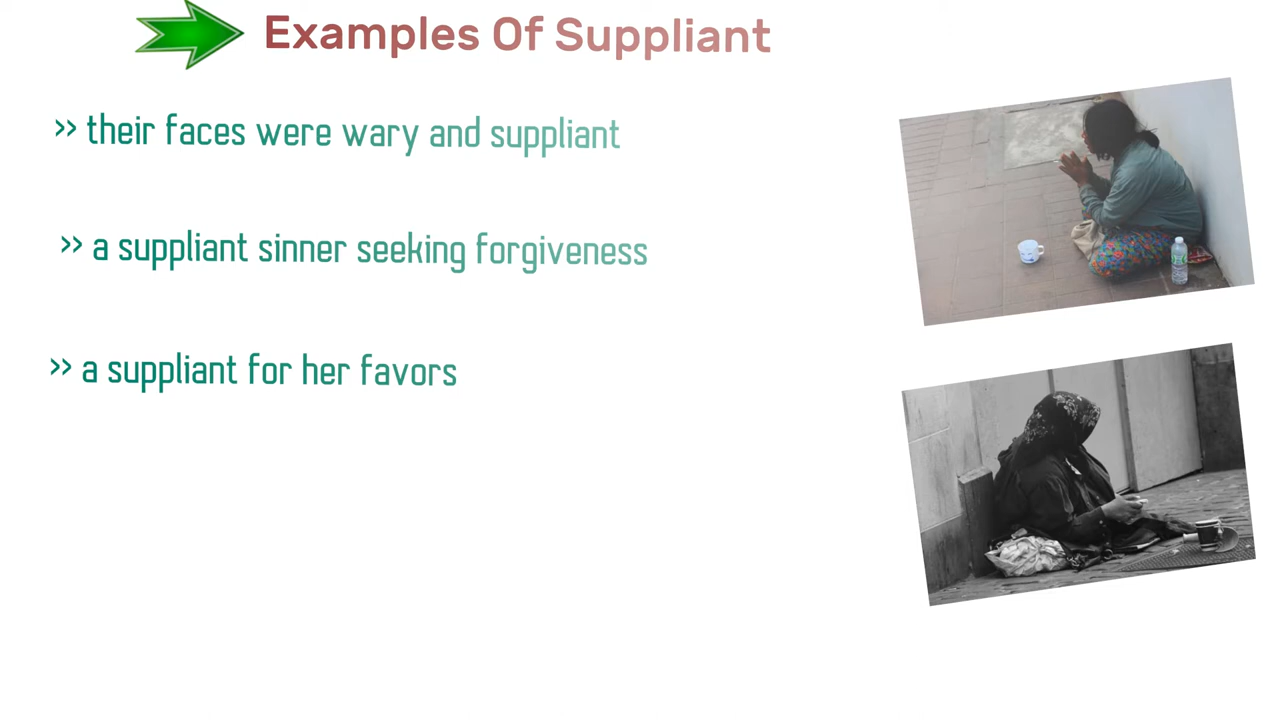 Examples Of Suppliant
>> their faces were wary and suppliant
>> a suppliant sinner seeking forgiveness
>> a suppliant for her favors